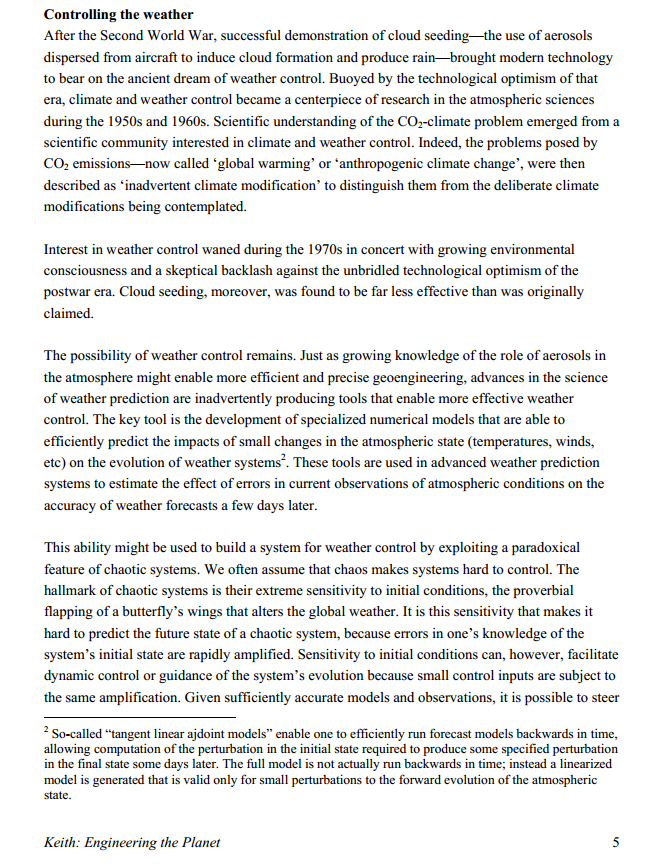 Controlling the weather
After the Second World War, successful demonstration of cloud seeding—the use of aerosols
dispersed from aircraft to induce cloud formation and produce rain—brought modern technology
to bear on the ancient dream of weather control. Buoyed by the technological optimism of that
era, climate and weather control became a centerpiece of research in the atmospheric sciences
during the 1950s and 1960s. Scientific understanding of the CO₂-climate problem emerged from a
scientific community interested in climate and weather control. Indeed, the problems posed by
CO₂ emissions—now called ‘global warming’ or ‘anthropogenic climate change’, were then
described as ‘inadvertent climate modification’ to distinguish them from the deliberate climate
modifications being contemplated.
Interest in weather control waned during the 1970s in concert with growing environmental
consciousness and a skeptical backlash against the unbridled technological optimism of the
postwar era. Cloud seeding, moreover, was found to be far less effective than was originally
claimed.
The possibility of weather control remains. Just as growing knowledge of the role of aerosols in
the atmosphere might enable more efficient and precise geoengineering, advances in the science
of weather prediction are inadvertently producing tools that enable more effective weather
control. The key tool is the development of specialized numerical models that are able to
efficiently predict the impacts of small changes in the atmospheric state (temperatures, winds,
etc) on the evolution of weather systems². These tools are used in advanced weather prediction
systems to estimate the effect of errors in current observations of atmospheric conditions on the
accuracy of weather forecasts a few days later.
This ability might be used to build a system for weather control by exploiting a paradoxical
feature of chaotic systems. We often assume that chaos makes systems hard to control. The
hallmark of chaotic systems is their extreme sensitivity to initial conditions, the proverbial
flapping of a butterfly’s wings that alters the global weather. It is this sensitivity that makes it
hard to predict the future state of a chaotic system, because errors in one’s knowledge of the
system’s initial state are rapidly amplified. Sensitivity to initial conditions can, however, facilitate
dynamic control or guidance of the system’s evolution because small control inputs are subject to
the same amplification. Given sufficiently accurate models and observations, it is possible to steer
² So-called “tangent linear ajdoint models” enable one to efficiently run forecast models backwards in time,
allowing computation of the perturbation in the initial state required to produce some specified perturbation
in the final state some days later. The full model is not actually run backwards in time; instead a linearized
model is generated that is valid only for small perturbations to the forward evolution of the atmospheric
state.
Keith: Engineering the Planet 5